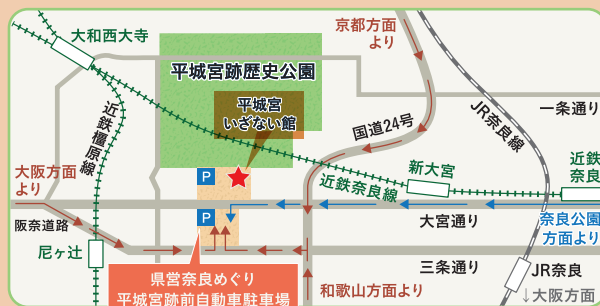 京都方面
より
大和西大寺
平城宮跡歴史公園
平城宮
いざない館
近鉄橿原線
国道24号
JR奈良線
一条通り
大阪方面
より
P
近鉄奈良線
新大宮
近鉄
奈良
P
大宮通り
奈良公園
方面より
阪奈道路
尼ヶ辻
三条通り
県営奈良めぐり
平城宮跡前自動車駐車場
和歌山方面より
JR奈良
↓大阪方面